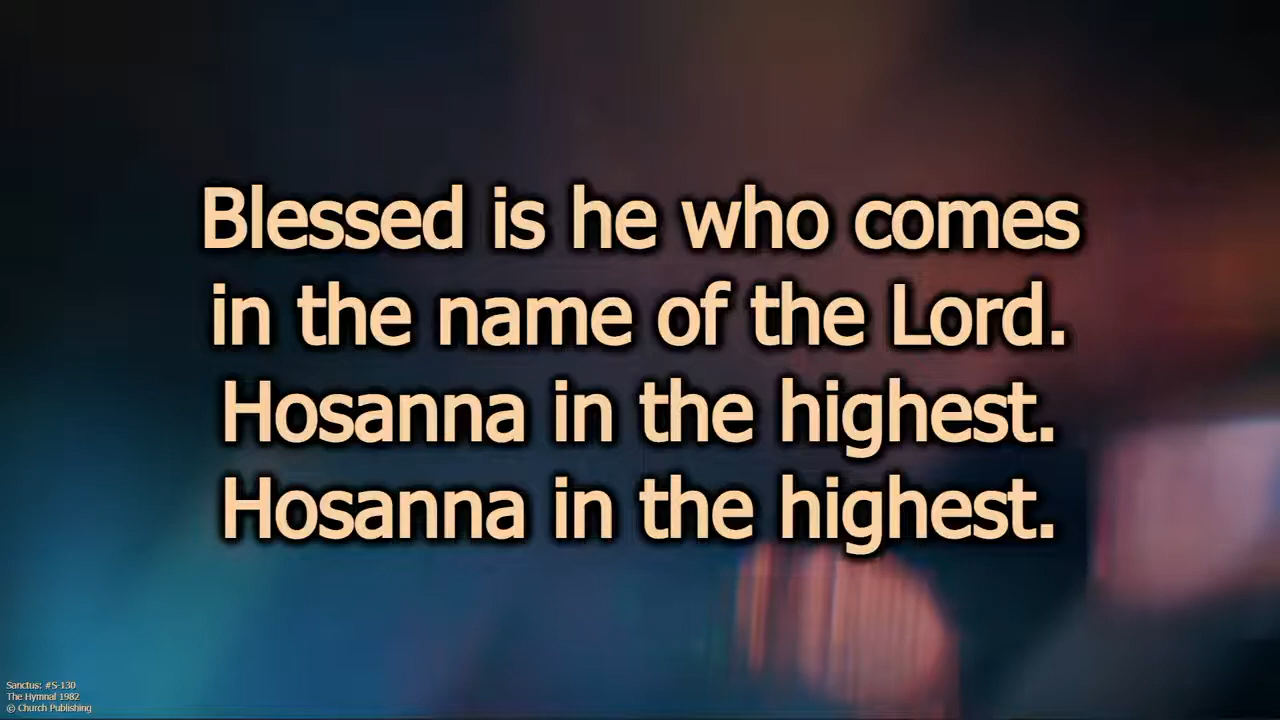 Blessed is he who comes
in the name of the Lord.
Hosanna in the highest.
Hosanna in the highest.
Sanctus: #S-130
The Hymnal 1982
© Church Publishing